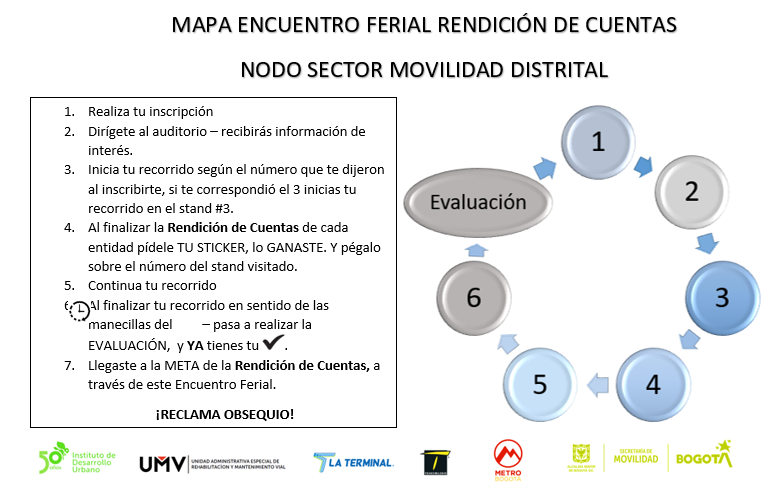 MAPA ENCUENTRO FERIAL RENDICIÓN DE CUENTAS
NODO SECTOR MOVILIDAD DISTRITAL
1. Realiza tu inscripción
2. Dirígete al auditorio – recibirás información de
interés.
3. Inicia tu recorrido según el número que te dijeron
al inscribirte, si te correspondió el 3 inicias tu
recorrido en el stand #3.
4. Al finalizar la Rendición de Cuentas de cada
entidad pídele TU STICKER, lo GANASTE. Y pégalo
sobre el número del stand visitado.
5. Continua tu recorrido
6. Al finalizar tu recorrido en sentido de las
manecillas del – pasa a realizar la
EVALUACIÓN, y YA tienes tu ✔.
7. Llegaste a la META de la Rendición de Cuentas, a
través de este Encuentro Ferial.
¡RECLAMA OBSEQUIO!
1
2
3
4
5
6
Evaluación
50 años
Instituto de
Desarrollo
Urbano
UMV
UNIDAD ADMINISTRATIVA ESPECIAL DE
REHABILITACIÓN Y MANTENIMIENTO VIAL
LA TERMINAL.
METRO
BOGOTÁ
SECRETARÍA DE
MOVILIDAD
BOGOTÁ